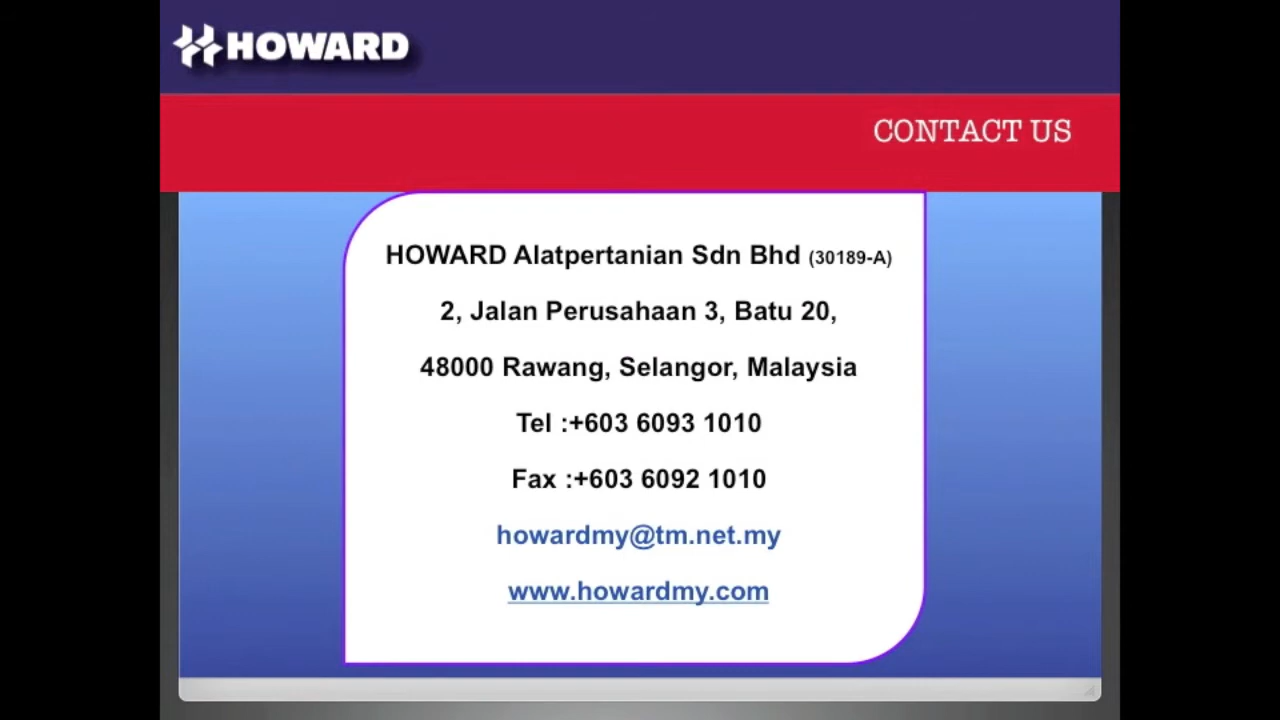 HOWARD
CONTACT US
HOWARD Alatpertanian Sdn Bhd (30189-A)
2, Jalan Perusahaan 3, Batu 20,
48000 Rawang, Selangor, Malaysia
Tel :+603 6093 1010
Fax :+603 6092 1010
howardmy@tm.net.my
www.howardmy.com